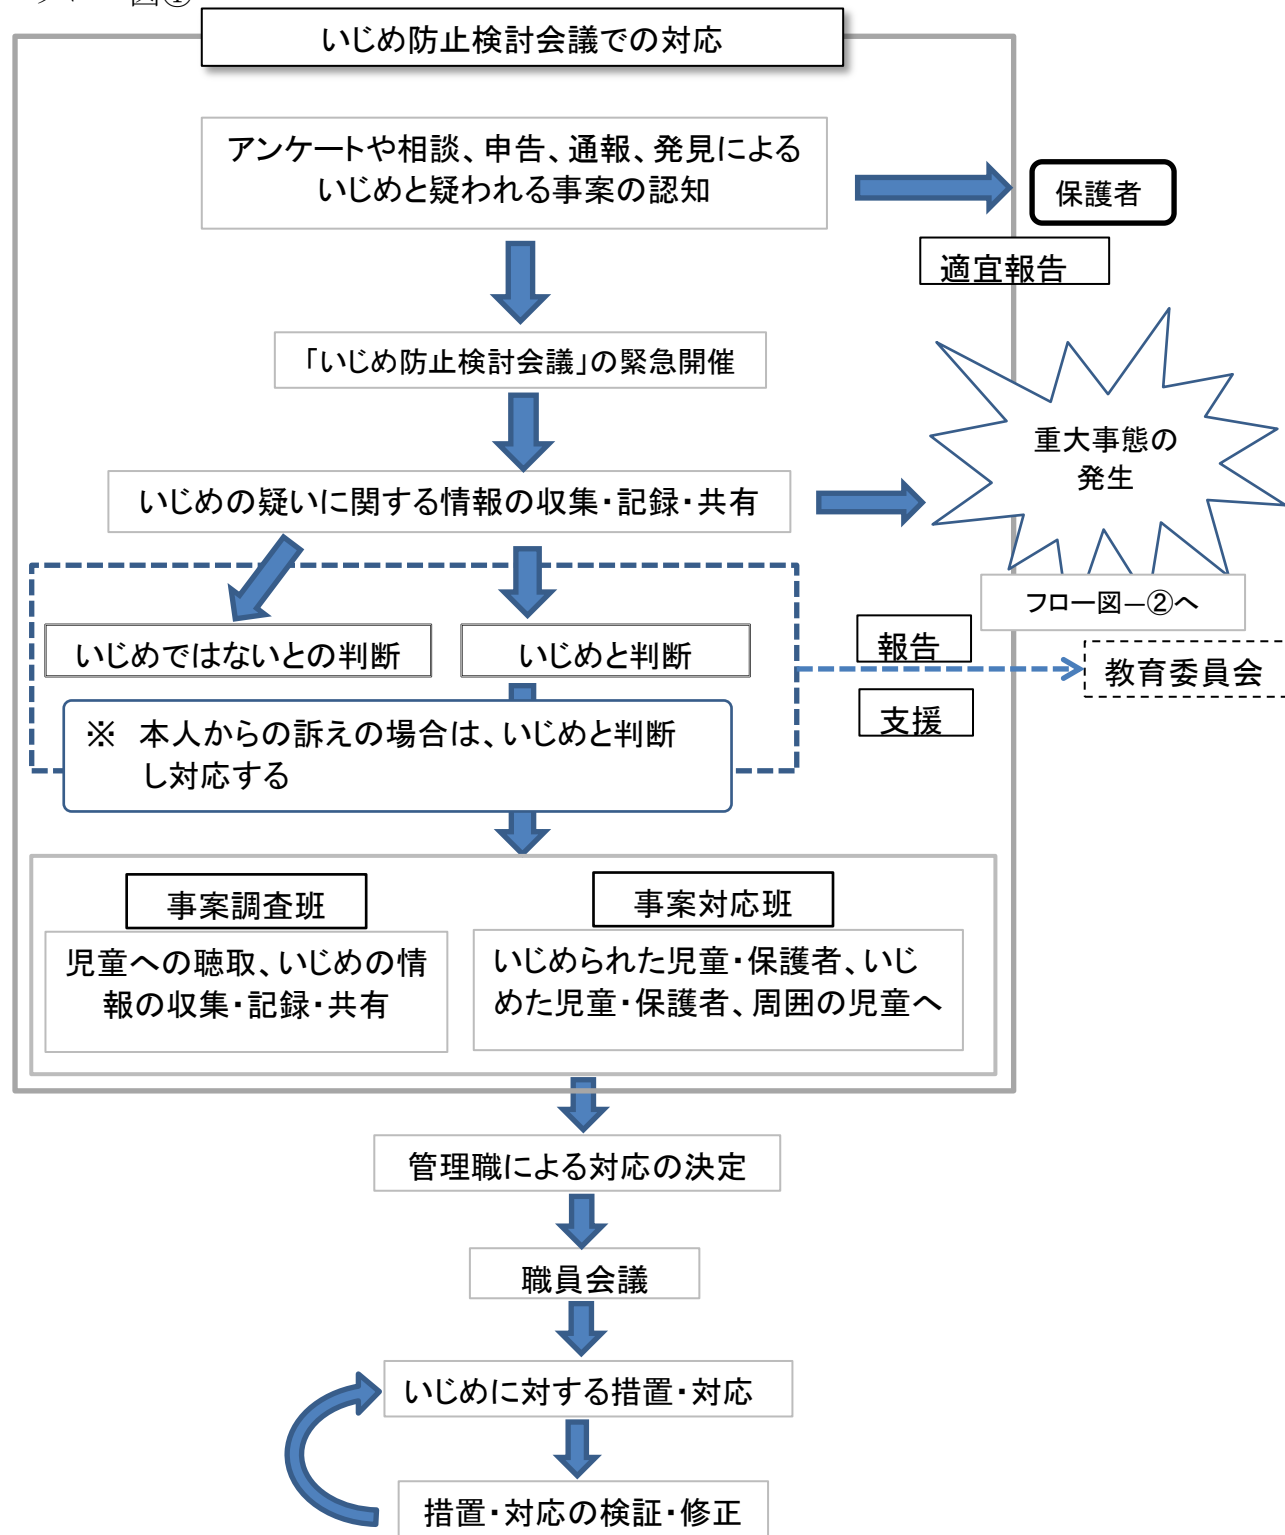 いじめ防止検討会議での対応
アンケートや相談、申告、通報、発見による
いじめと疑われる事案の認知
保護者
適宜報告
「いじめ防止検討会議」の緊急開催
重大事態の
発生
いじめの疑いに関する情報の収集・記録・共有
フロー図―②へ
いじめではないとの判断
いじめと判断
報告
教育委員会
支援
※ 本人からの訴えの場合は、いじめと判断
し対応する
事案調査班
事案対応班
児童への聴取、いじめの情
報の収集・記録・共有
いじめられた児童・保護者、いじ
めた児童・保護者、周囲の児童へ
管理職による対応の決定
職員会議
いじめに対する措置・対応
措置・対応の検証・修正